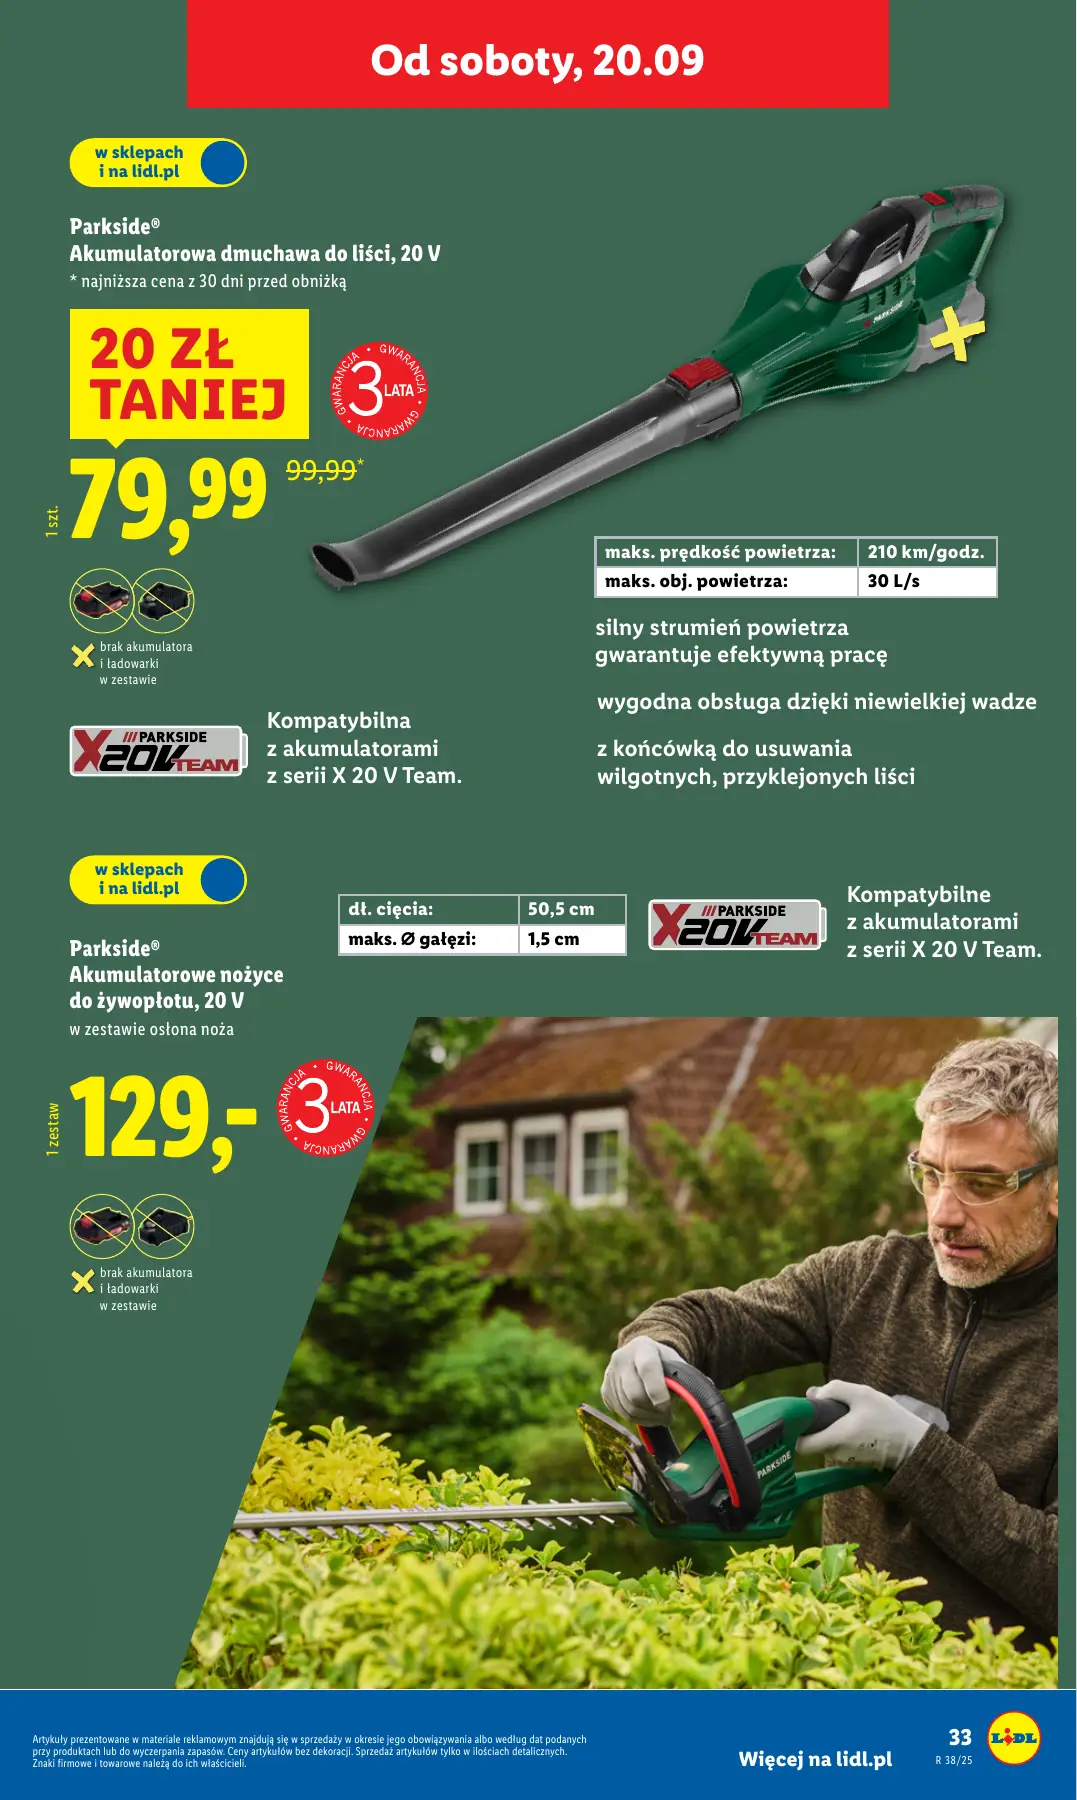 Od soboty, 20.09
w sklepach
i na lidl.pl
Parkside®
Akumulatorowa dmuchawa do liści, 20 V
* najniższa cena z 30 dni przed obniżką
20 ZŁ
TANIEJ
GWARANCJA • GWARANCJA • GWARANCJA •
3 LATA
99,99*
1 szt.
79,99
PARKSIDE
maks. prędkość powietrza: 210 km/godz.
maks. obj. powietrza: 30 L/s
silny strumień powietrza
gwarantuje efektywną pracę
wygodna obsługa dzięki niewielkiej wadze
z końcówką do usuwania
wilgotnych, przyklejonych liści
brak akumulatora
i ładowarki
w zestawie
PARKSIDE
X20V TEAM
Kompatybilna
z akumulatorami
z serii X 20 V Team.
w sklepach
i na lidl.pl
dł. cięcia: 50,5 cm
maks. Ø gałęzi: 1,5 cm
PARKSIDE
X20V TEAM
Kompatybilne
z akumulatorami
z serii X 20 V Team.
Parkside®
Akumulatorowe nożyce
do żywopłotu, 20 V
w zestawie osłona noża
1 zestaw
129,-
GWARANCJA • GWARANCJA • GWARANCJA •
3 LATA
brak akumulatora
i ładowarki
w zestawie
PARKSIDE
Artykuły prezentowane w materiale reklamowym znajdują się w sprzedaży w okresie jego obowiązywania albo według dat podanych
przy produktach lub do wyczerpania zapasów. Ceny artykułów bez dekoracji. Sprzedaż artykułów tylko w ilościach detalicznych.
Znaki firmowe i towarowe należą do ich właścicieli.
Więcej na lidl.pl
33
R 38/25
LIDL